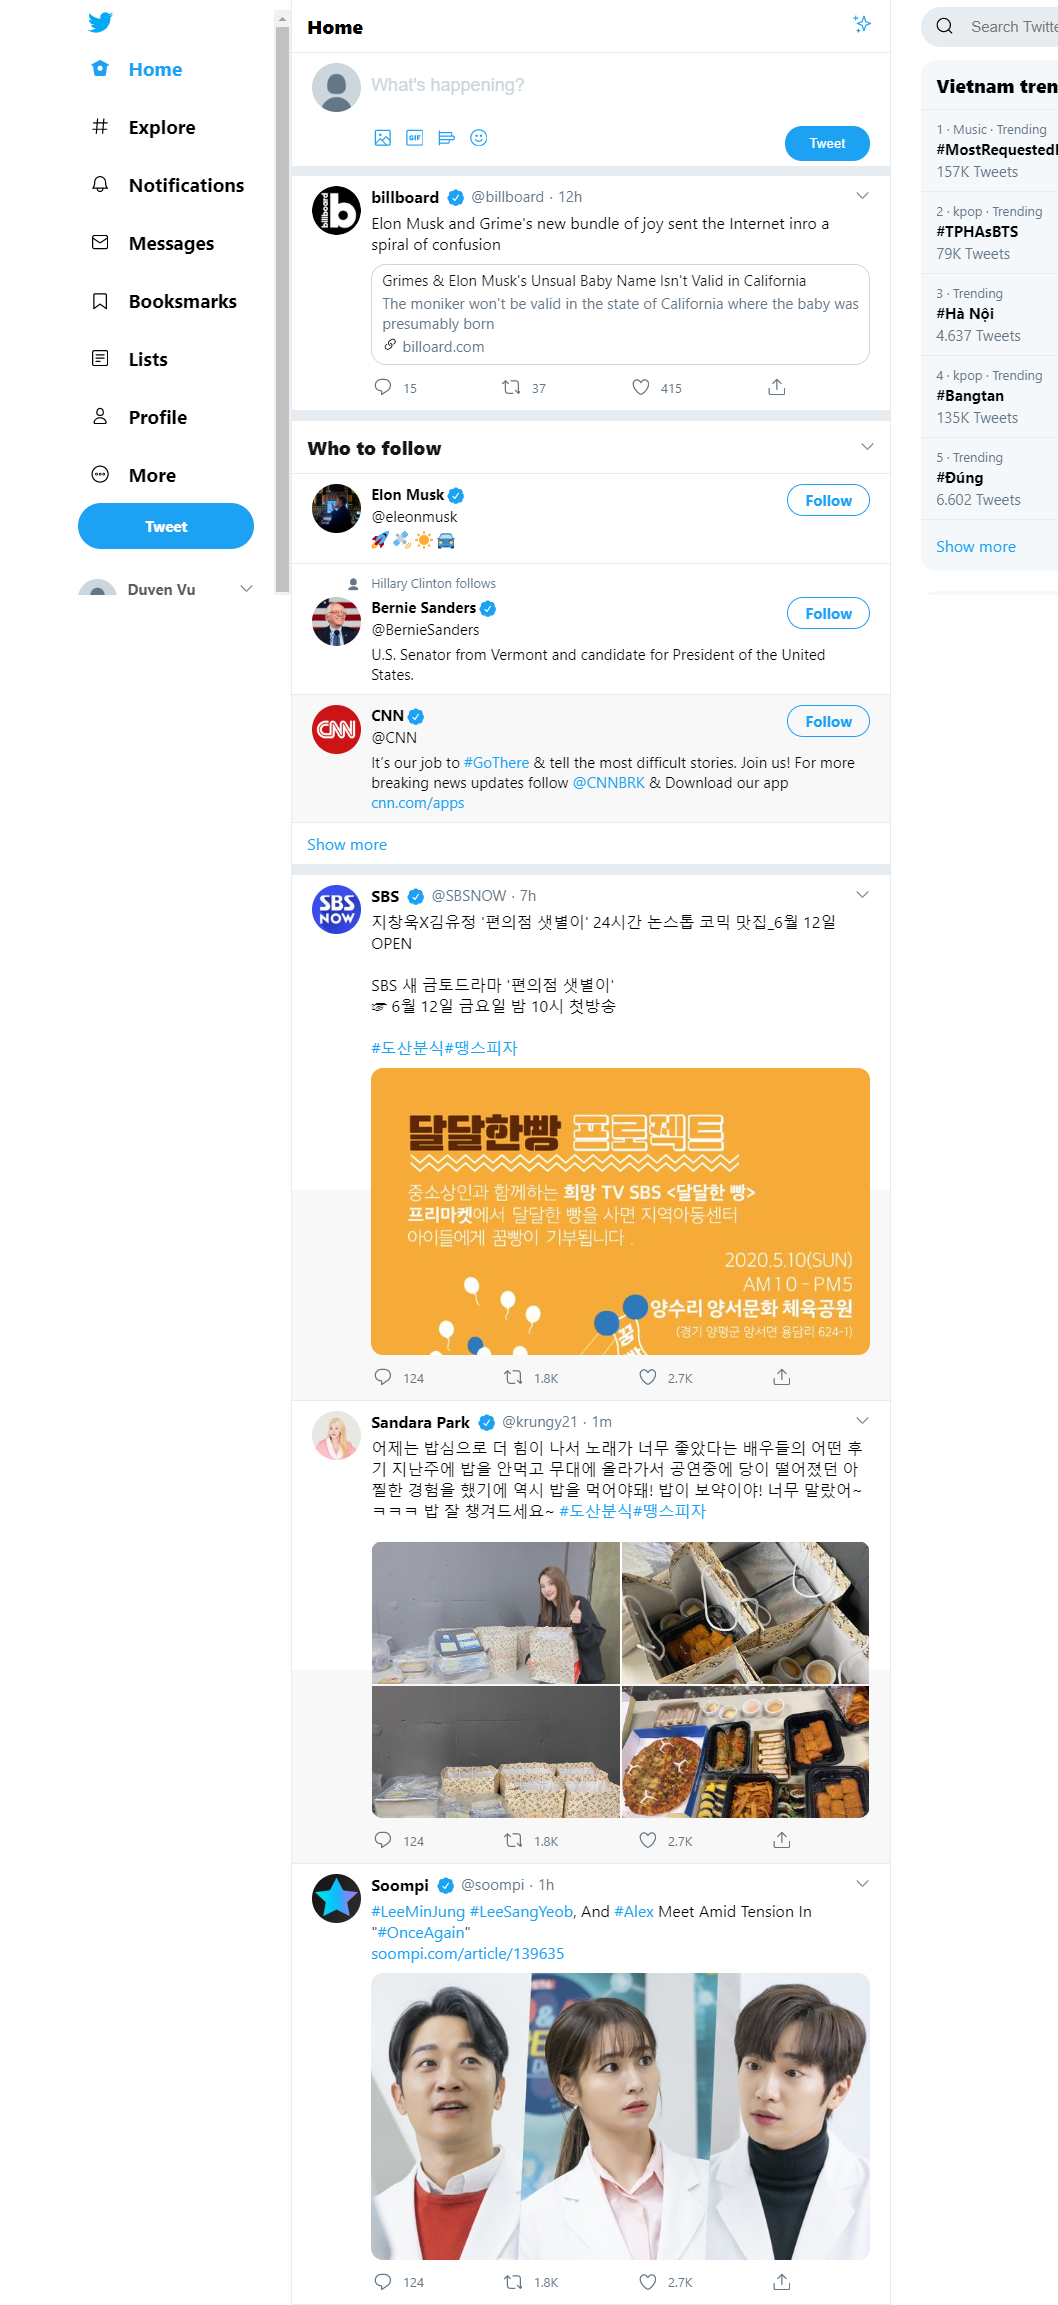 Home
Explore
Notifications
Messages
Booksmarks
Lists
Profile
More
Tweet
Duyen Vu
Home
What's happening?
GIF
Tweet
billboard @billboard · 12h
Elon Musk and Grime's new bundle of joy sent the Internet inro a
spiral of confusion
Grimes & Elon Musk's Unsual Baby Name Isn't Valid in California
The moniker won't be valid in the state of California where the baby was
presumably born
billoard.com
15 37 415
Who to follow
Elon Musk
@eleonmusk
Follow
Hillary Clinton follows
Bernie Sanders
@BernieSanders
Follow
U.S. Senator from Vermont and candidate for President of the United
States.
CNN
CNN
@CNN
Follow
It's our job to #GoThere & tell the most difficult stories. Join us! For more
breaking news updates follow @CNNBRK & Download our app
cnn.com/apps
Show more
SBS
NOW
SBS @SBSNOW · 7h
지창욱X김유정 '편의점 샛별이' 24시간 논스톱 코믹 맛집_6월 12일
OPEN
SBS 새 금토드라마 '편의점 샛별이'
☞ 6월 12일 금요일 밤 10시 첫방송
#도산분식#땡스피자
달달한빵 프로젝트
중소상인과 함께하는 희망 TV SBS <달달한 빵>
프리마켓에서 달달한 빵을 사면 지역아동센터
아이들에게 꿈빵이 기부됩니다 .
2020.5.10(SUN)
AM10-PM5
양수리 양서문화 체육공원
(경기 양평군 양서면 용담리 624-1)
124 1.8K 2.7K
Sandara Park @krungy21 · 1m
어제는 밥심으로 더 힘이 나서 노래가 너무 좋았다는 배우들의 어떤 후
기 지난주에 밥을 안먹고 무대에 올라가서 공연중에 당이 떨어졌던 아
찔한 경험을 했기에 역시 밥을 먹어야돼! 밥이 보약이야! 너무 말랐어~
ㅋㅋㅋ 밥 잘 챙겨드세요~ #도산분식#땡스피자
124 1.8K 2.7K
Soompi @soompi · 1h
#LeeMinJung #LeeSangYeob, And #Alex Meet Amid Tension In
"#OnceAgain"
soompi.com/article/139635
124 1.8K 2.7K
Search Twitte
Vietnam tren
1 · Music · Trending
#MostRequestedL
157K Tweets
2 · kpop · Trending
#TPHAsBTS
79K Tweets
3 · Trending
#Hà Nội
4.637 Tweets
4 · kpop · Trending
#Bangtan
135K Tweets
5 · Trending
#Đúng
6.602 Tweets
Show more